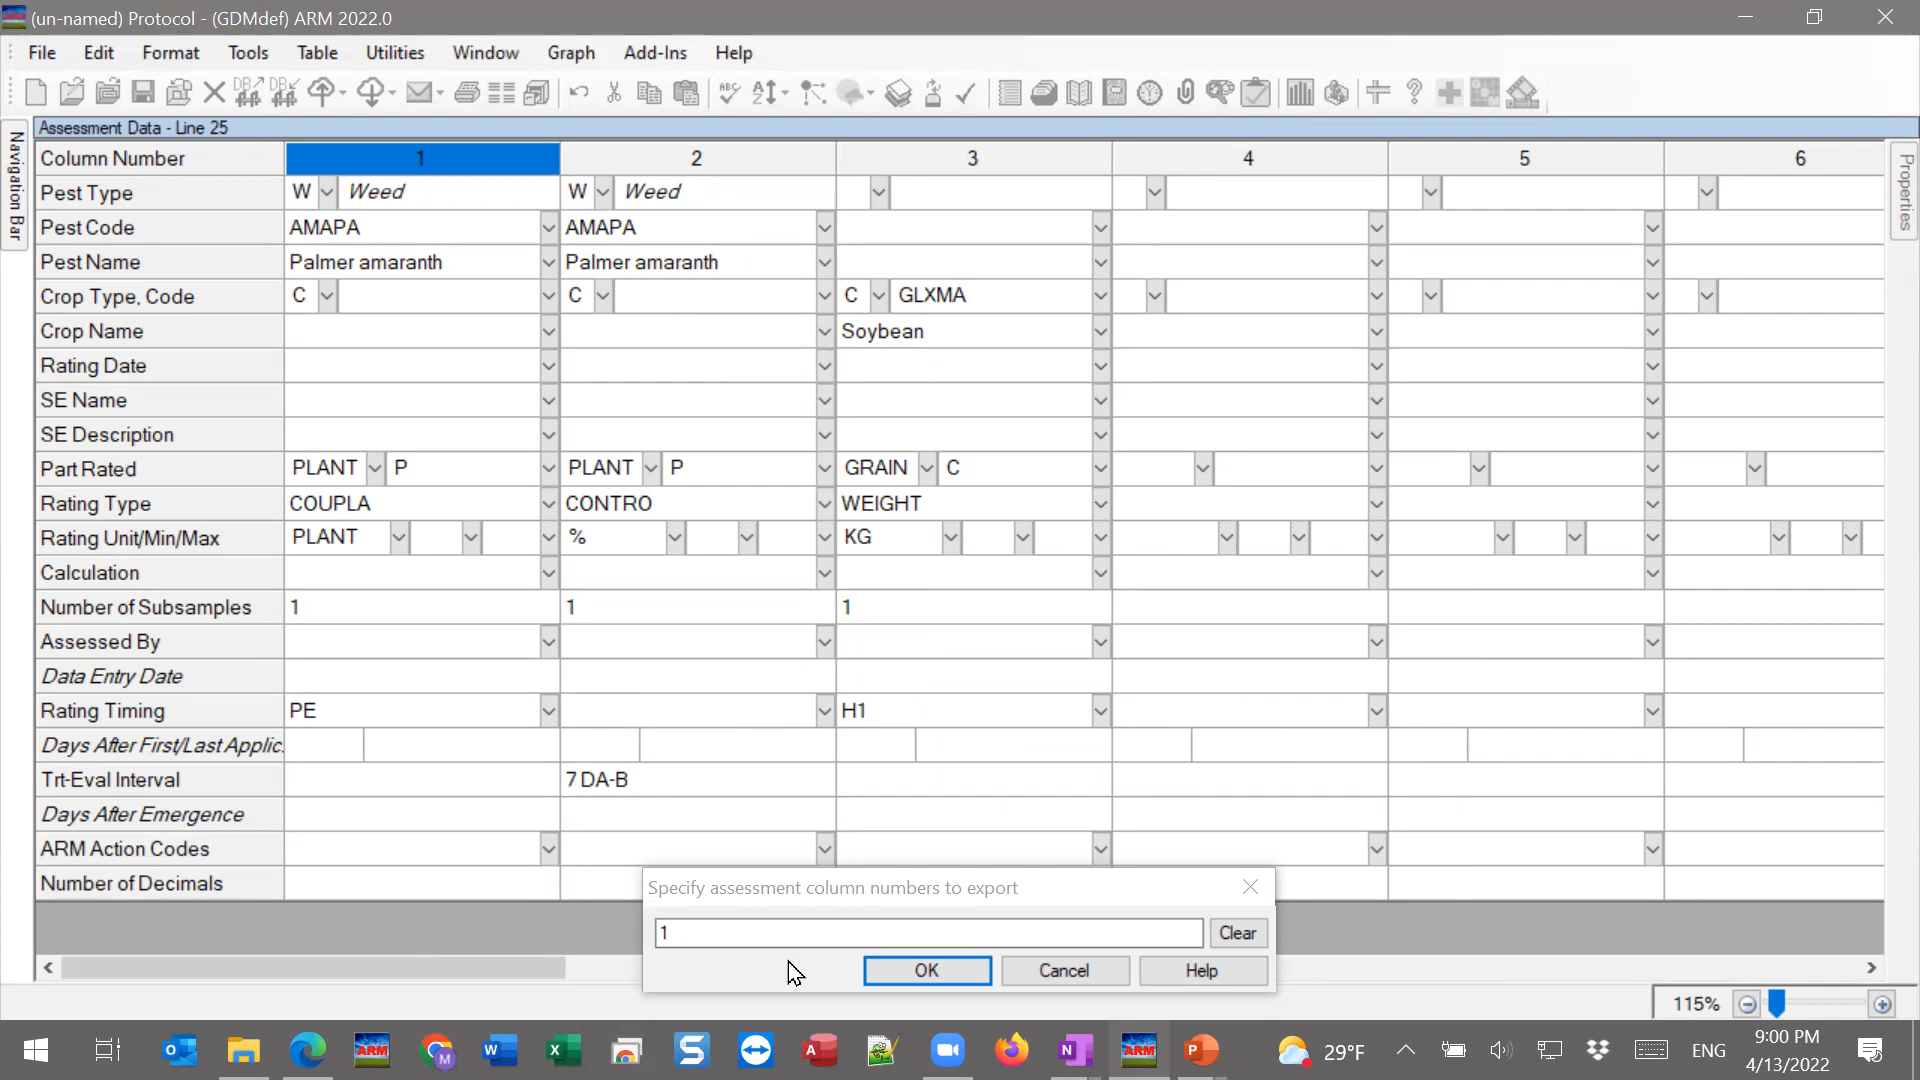 (un-named) Protocol - (GDMdef) ARM 2022.0
File Edit Format Tools Table Utilities Window Graph Add-Ins Help
Assessment Data - Line 25
Navigation Bar
Properties
Column Number 1 2 3 4 5 6
Pest Type W Weed W Weed
Pest Code AMAPA AMAPA
Pest Name Palmer amaranth Palmer amaranth
Crop Type, Code C C C GLXMA
Crop Name Soybean
Rating Date
SE Name
SE Description
Part Rated PLANT P PLANT P GRAIN C
Rating Type COUPLA CONTRO WEIGHT
Rating Unit/Min/Max PLANT % KG
Calculation
Number of Subsamples 1 1 1
Assessed By
Data Entry Date
Rating Timing PE H1
Days After First/Last Applic.
Trt-Eval Interval 7 DA-B
Days After Emergence
ARM Action Codes
Number of Decimals
Specify assessment column numbers to export
1 Clear
OK Cancel Help
115%
29°F ENG 9:00 PM
4/13/2022